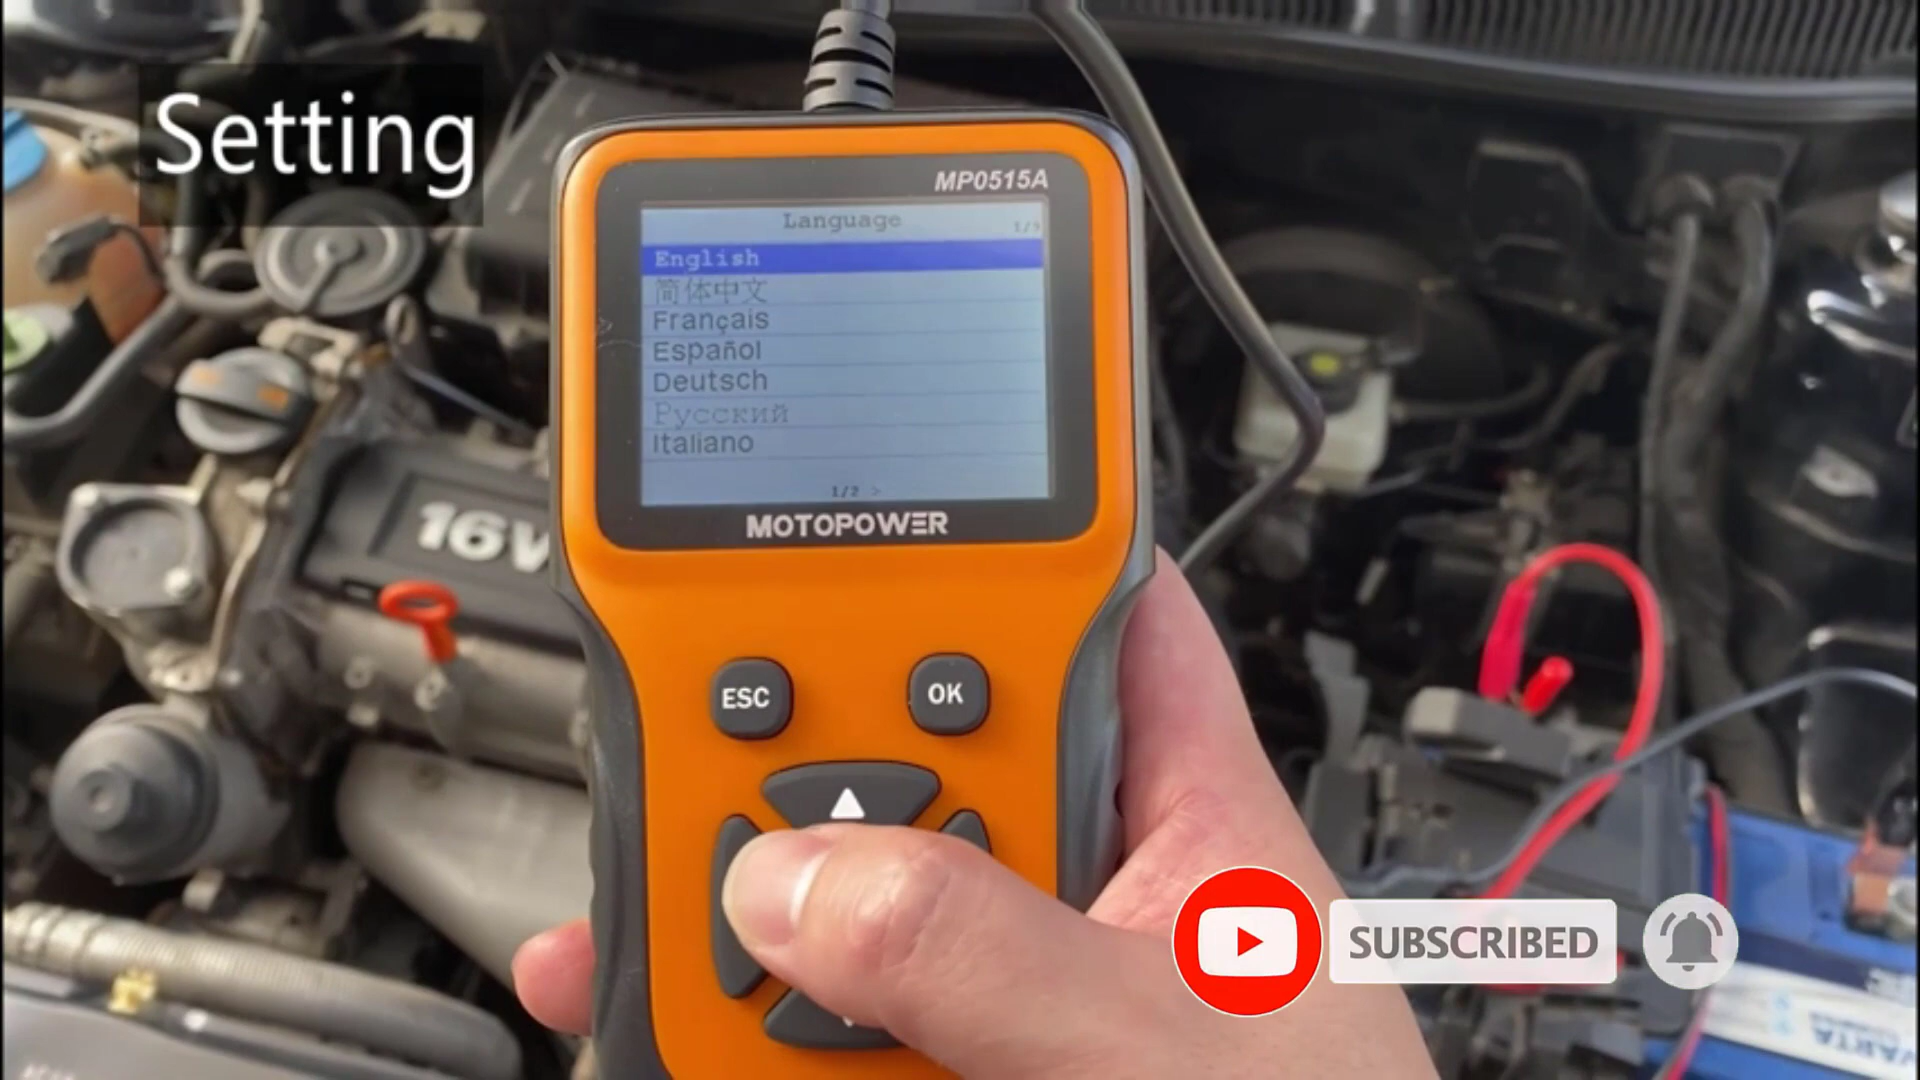 Setting
MP0515A
Language
English
简体中文
Français
Español
Deutsch
Русский
Italiano
1/2 >
MOTOPOWER
16V
ESC
OK
SUBSCRIBED
VARTA